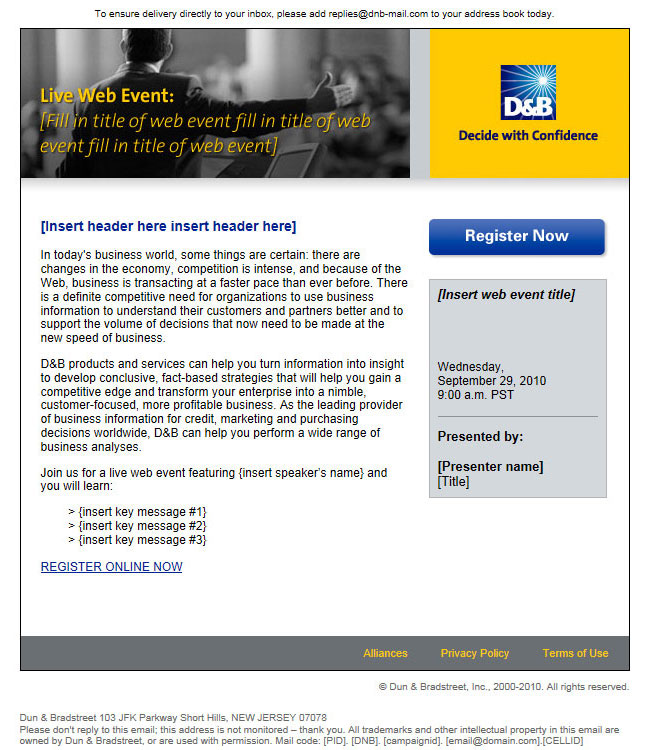 To ensure delivery directly to your inbox, please add replies@dnb-mail.com to your address book today.
Live Web Event:
[Fill in title of web event fill in title of web
event fill in title of web event]
D&B
Decide with Confidence
[Insert header here insert header here]
In today's business world, some things are certain: there are
changes in the economy, competition is intense, and because of the
Web, business is transacting at a faster pace than ever before. There
is a definite competitive need for organizations to use business
information to understand their customers and partners better and to
support the volume of decisions that now need to be made at the
new speed of business.
D&B products and services can help you turn information into insight
to develop conclusive, fact-based strategies that will help you gain a
competitive edge and transform your enterprise into a nimble,
customer-focused, more profitable business. As the leading provider
of business information for credit, marketing and purchasing
decisions worldwide, D&B can help you perform a wide range of
business analyses.
Join us for a live web event featuring {insert speaker's name} and
you will learn:
> {insert key message #1}
> {insert key message #2}
> {insert key message #3}
REGISTER ONLINE NOW
Register Now
[Insert web event title]
Wednesday,
September 29, 2010
9:00 a.m. PST
Presented by:
[Presenter name]
[Title]
Alliances Privacy Policy Terms of Use
© Dun & Bradstreet, Inc., 2000-2010. All rights reserved.
Dun & Bradstreet 103 JFK Parkway Short Hills, NEW JERSEY 07078
Please don't reply to this email; this address is not monitored – thank you. All trademarks and other intellectual property in this email are
owned by Dun & Bradstreet, or are used with permission. Mail code: [PID]. [DNB]. [campaignid]. [email@domain.com].[CELLID]